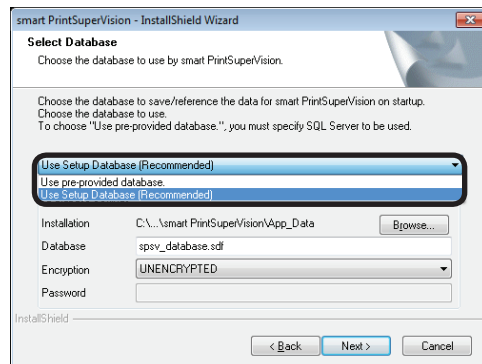 smart PrintSuperVision - InstallShield Wizard
Select Database
Choose the database to use by smart PrintSuperVision.
Choose the database to save/reference the data for smart PrintSuperVision on startup.
Choose the database to use.
To choose "Use pre-provided database.", you must specify SQL Server to be used.
Use Setup Database (Recommended)
Use pre-provided database.
Use Setup Database (Recommended)
Installation C:\...\smart PrintSuperVision\App_Data Browse...
Database spsv_database.sdf
Encryption UNENCRYPTED
Password
InstallShield
< Back Next > Cancel